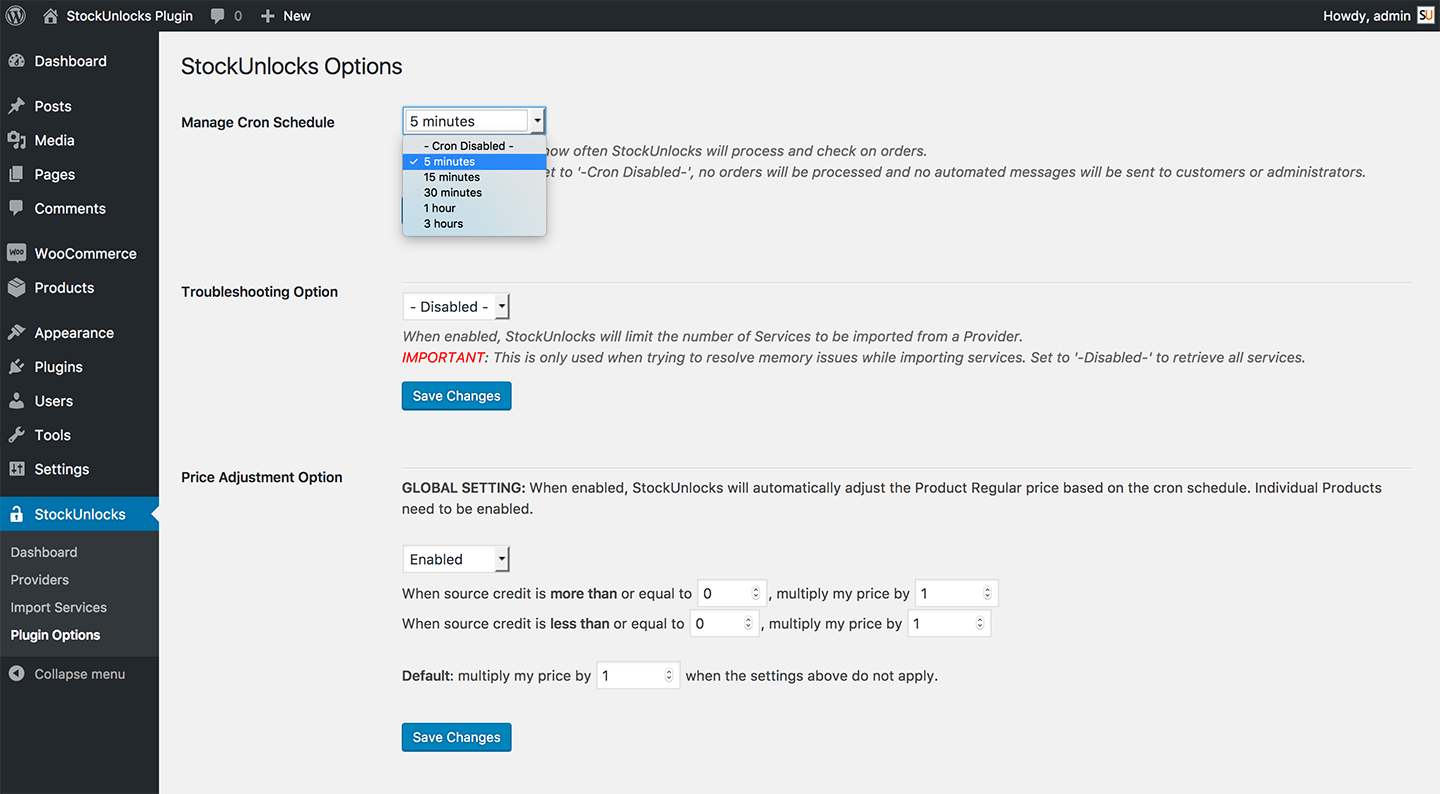 StockUnlocks Plugin 0 New Howdy, admin SU
Dashboard
Posts
Media
Pages
Comments
WOO WooCommerce
Products
Appearance
Plugins
Users
Tools
Settings
StockUnlocks
Dashboard
Providers
Import Services
Plugin Options
Collapse menu
StockUnlocks Options
Manage Cron Schedule
5 minutes
- Cron Disabled -
5 minutes
15 minutes
30 minutes
1 hour
3 hours
how often StockUnlocks will process and check on orders.
et to '-Cron Disabled-', no orders will be processed and no automated messages will be sent to customers or administrators.
Troubleshooting Option
- Disabled -
When enabled, StockUnlocks will limit the number of Services to be imported from a Provider.
IMPORTANT: This is only used when trying to resolve memory issues while importing services. Set to '-Disabled-' to retrieve all services.
Save Changes
Price Adjustment Option
GLOBAL SETTING: When enabled, StockUnlocks will automatically adjust the Product Regular price based on the cron schedule. Individual Products
need to be enabled.
Enabled
When source credit is more than or equal to 0 , multiply my price by 1
When source credit is less than or equal to 0 , multiply my price by 1
Default: multiply my price by 1 when the settings above do not apply.
Save Changes